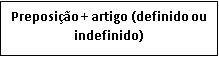 Preposição + artigo (definido ou
indefinido)